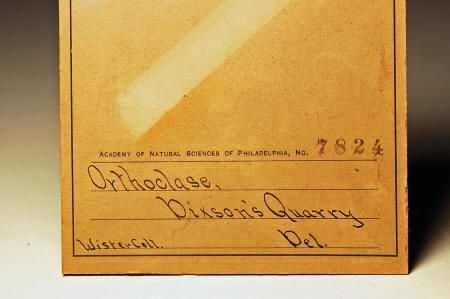 Academy of Natural Sciences of Philadelphia, No. 7824
Orthoclase,
Dixson's Quarry
Wister Coll. Del.